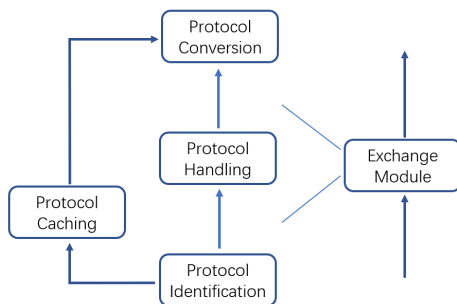 Protocol
Conversion
Protocol
Handling
Exchange
Module
Protocol
Caching
Protocol
Identification